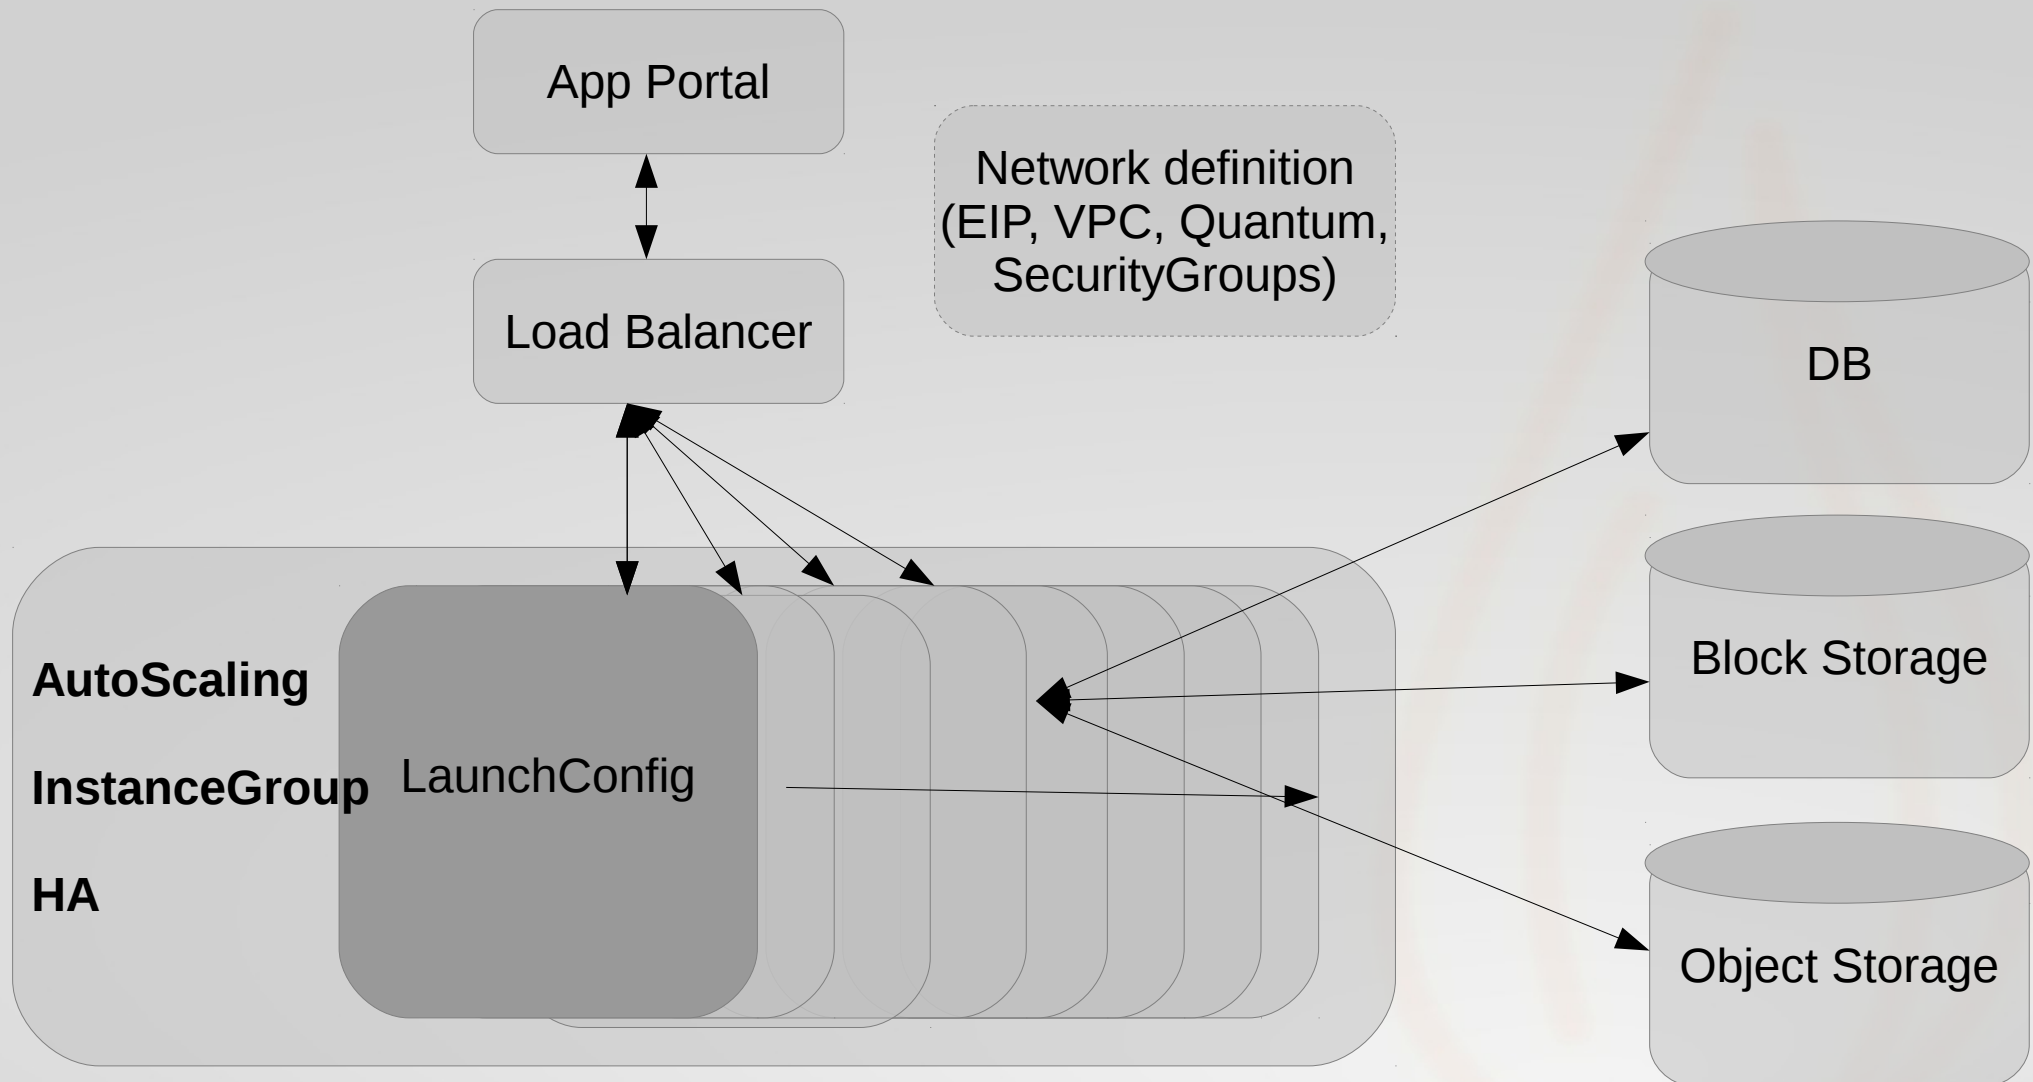 App Portal
Network definition
(EIP, VPC, Quantum,
SecurityGroups)
Load Balancer
DB
Block Storage
AutoScaling
InstanceGroup
HA
LaunchConfig
Object Storage